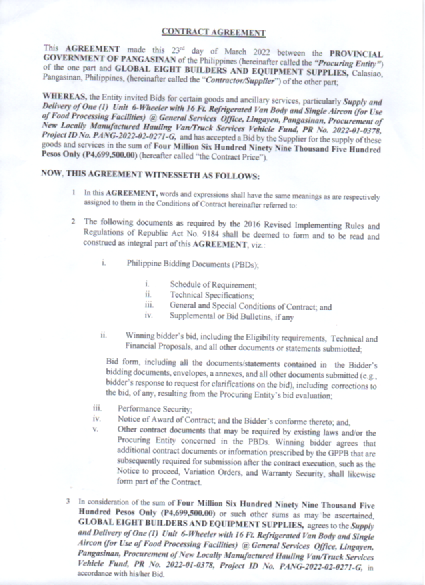 CONTRACT AGREEMENT
This AGREEMENT made this 23rd day of March 2022 between the PROVINCIAL
GOVERNMENT OF PANGASINAN of the Philippines (hereinafter called the "Procuring Entity")
of the one part and GLOBAL EIGHT BUILDERS AND EQUIPMENT SUPPLIES, Calasiao,
Pangasinan, Philippines, (hereinafter called the "Contractor/Supplier") of the other part;
WHEREAS, the Entity invited Bids for certain goods and ancillary services, particularly Supply and
Delivery of One (1) Unit 6-Wheeler with 16 Ft. Refrigerated Van Body and Single Aircon (for Use
of Food Processing Facilities) @ General Services Office, Lingayen, Pangasinan, Procurement of
New Locally Manufactured Hauling Van/Truck Services Vehicle Fund, PR No. 2022-01-0378,
Project ID No. PANG-2022-02-0271-G, and has accepted a Bid by the Supplier for the supply of these
goods and services in the sum of Four Million Six Hundred Ninety Nine Thousand Five Hundred
Pesos Only (P4,699,500.00) (hereafter called "the Contract Price").
NOW, THIS AGREEMENT WITNESSETH AS FOLLOWS:
1 In this AGREEMENT, words and expressions shall have the same meanings as are respectively
assigned to them in the Conditions of Contract hereinafter referred to:
2 The following documents as required by the 2016 Revised Implementing Rules and
Regulations of Republic Act No. 9184 shall be deemed to form and to be read and
construed as integral part of this AGREEMENT, viz.:
i. Philippine Bidding Documents (PBDs);
i. Schedule of Requirement;
ii. Technical Specifications;
iii. General and Special Conditions of Contract; and
iv. Supplemental or Bid Bulletins, if any
ii. Winning bidder's bid, including the Eligibility requirements, Technical and
Financial Proposals, and all other documents or statements submitted;
Bid form, including all the documents/statements contained in the Bidder's
bidding documents, envelopes, a annexes, and all other documents submitted (e.g.,
bidder's response to request for clarifications on the bid), including corrections to
the bid, of any, resulting from the Procuring Entity's bid evaluation;
iii. Performance Security;
iv. Notice of Award of Contract; and the Bidder's conforme thereto; and,
v. Other contract documents that may be required by existing laws and/or the
Procuring Entity concerned in the PBDs. Winning bidder agrees that
additional contract documents or information prescribed by the GPPB that are
subsequently required for submission after the contract execution, such as the
Notice to proceed, Variation Orders, and Warranty Security, shall likewise
form part of the Contract.
3 In consideration of the sum of Four Million Six Hundred Ninety Nine Thousand Five
Hundred Pesos Only (P4,699,500.00) or such other sums as may be ascertained,
GLOBAL EIGHT BUILDERS AND EQUIPMENT SUPPLIES, agrees to the Supply
and Delivery of One (1) Unit 6-Wheeler with 16 Ft. Refrigerated Van Body and Single
Aircon (for Use of Food Processing Facilities) @ General Services Office, Lingayen,
Pangasinan, Procurement of New Locally Manufactured Hauling Van/Truck Services
Vehicle Fund, PR No. 2022-01-0378, Project ID No. PANG-2022-02-0271-G, in
accordance with his/her Bid.